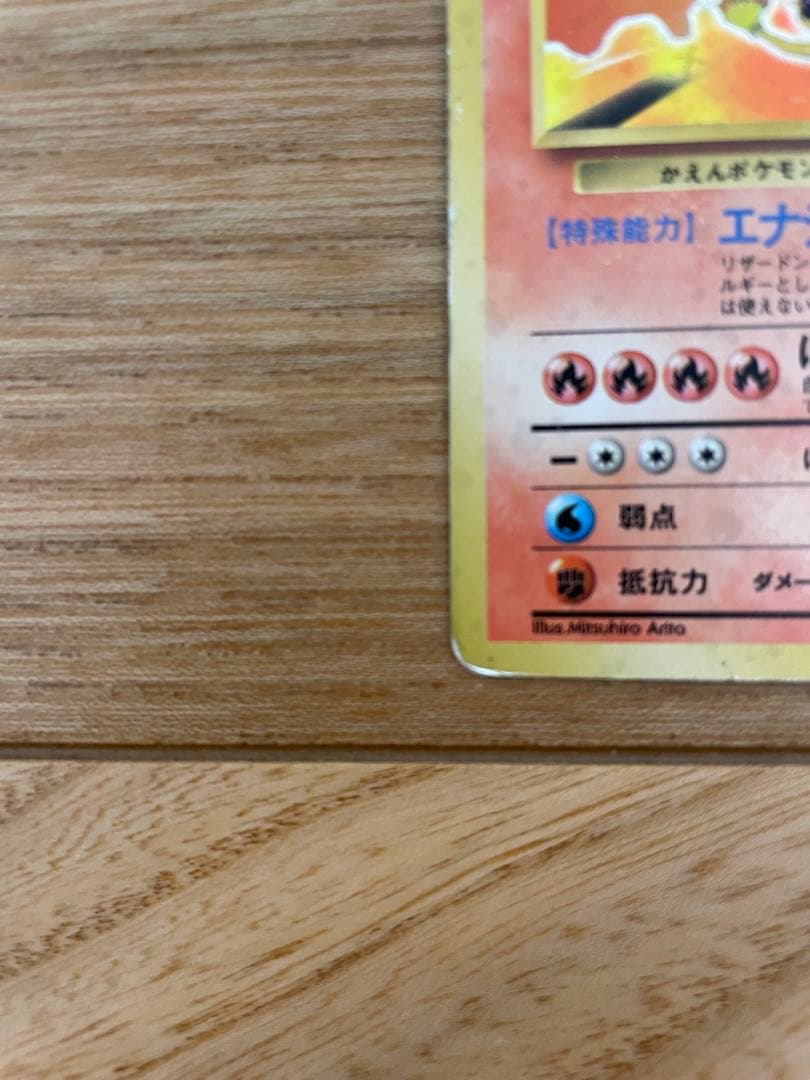 かえんポケモン
【特殊能力】 エナジ
リザードン
ルギーとし
は使えない
ー
弱点
抵抗力 ダメー
Illus.Mitsuhiro Arita